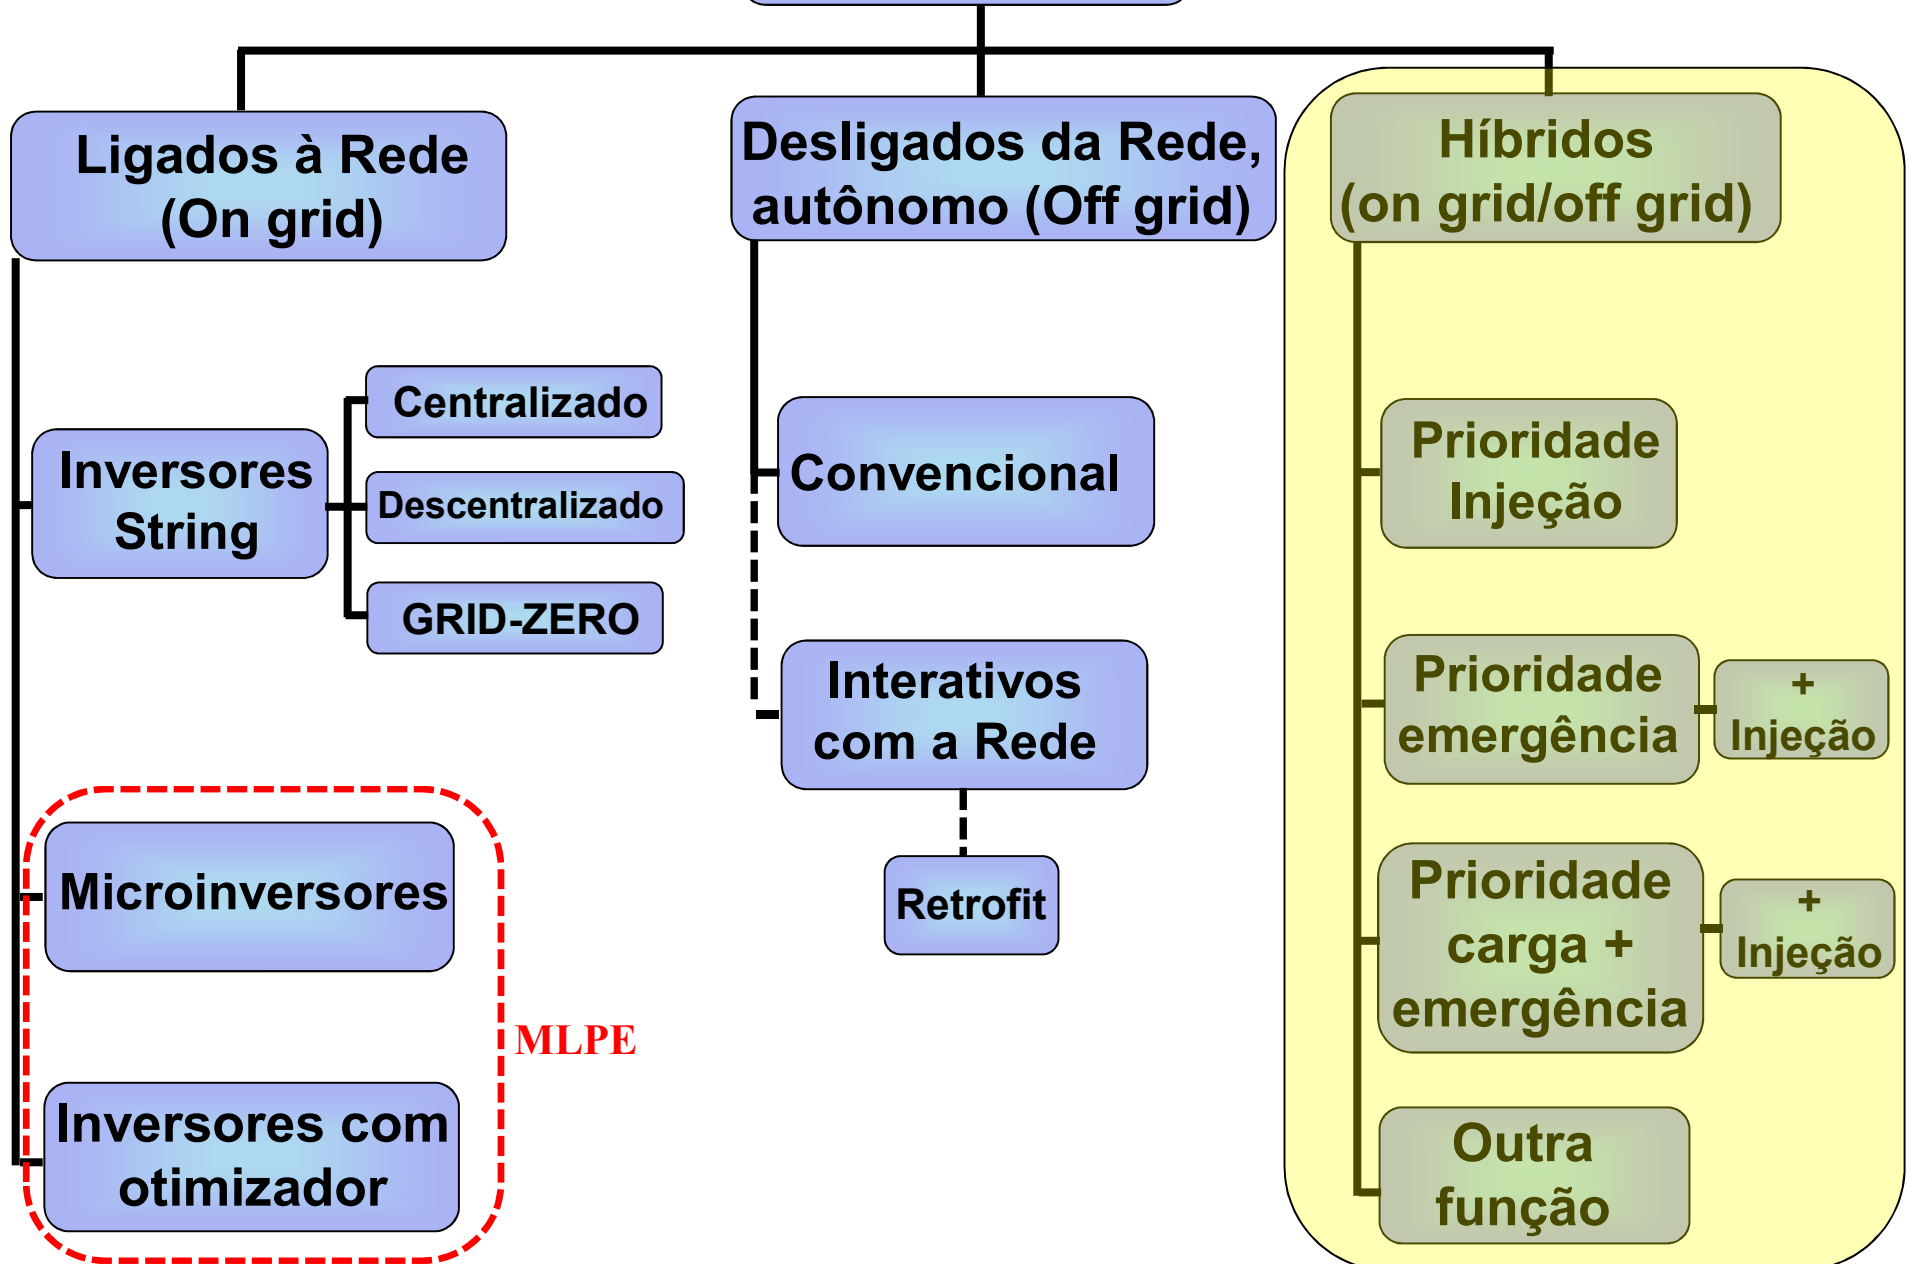 Ligados à Rede
(On grid)
Desligados da Rede,
autônomo (Off grid)
Híbridos
(on grid/off grid)
Inversores
String
Centralizado
Descentralizado
GRID-ZERO
Microinversores
Inversores com
otimizador
MLPE
Convencional
Interativos
com a Rede
Retrofit
Prioridade
Injeção
Prioridade
emergência
+
Injeção
Prioridade
carga +
emergência
+
Injeção
Outra
função